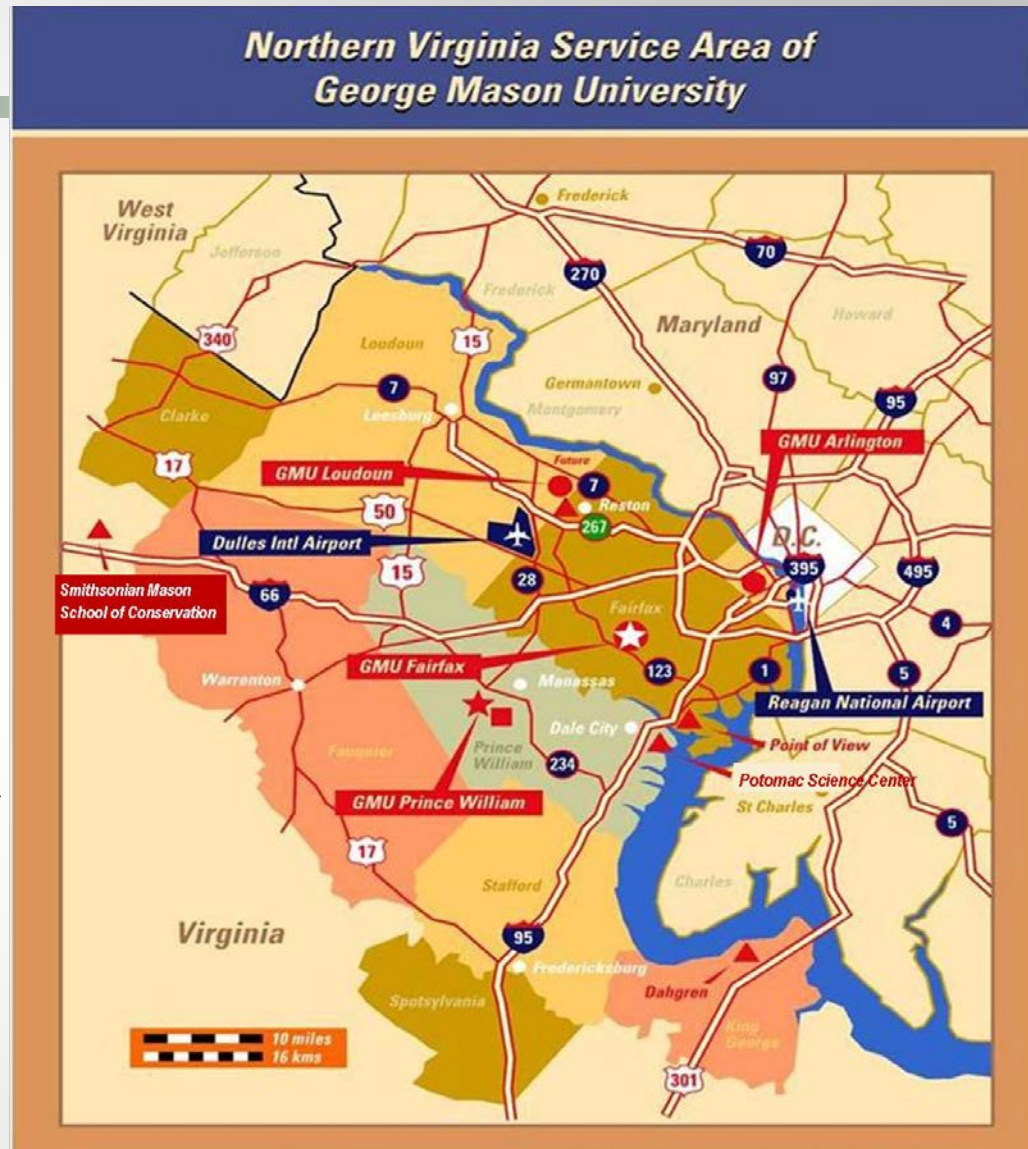 Northern Virginia Service Area of
George Mason University
West
Virginia
Frederick
Jefferson
70
270
Frederick
Maryland
Howard
340
15
Loudoun
97
7
Germantown
95
Clarke
Leesburg
Montgomery
GMU Arlington
17
Future
GMU Loudoun
7
Reston
50
267
D.C.
Dulles Intl Airport
15
28
395
495
Smithsonian Mason
School of Conservation
66
Fairfax
4
GMU Fairfax
123
1
5
Warrenton
Manassas
Reagan National Airport
Dale City
Point of View
Fauquier
Prince
William
234
Potomac Science Center
GMU Prince William
St Charles
5
17
Stafford
Charles
Virginia
95
Fredericksburg
Spotsylvania
Dahgren
King
George
10 miles
16 kms
301